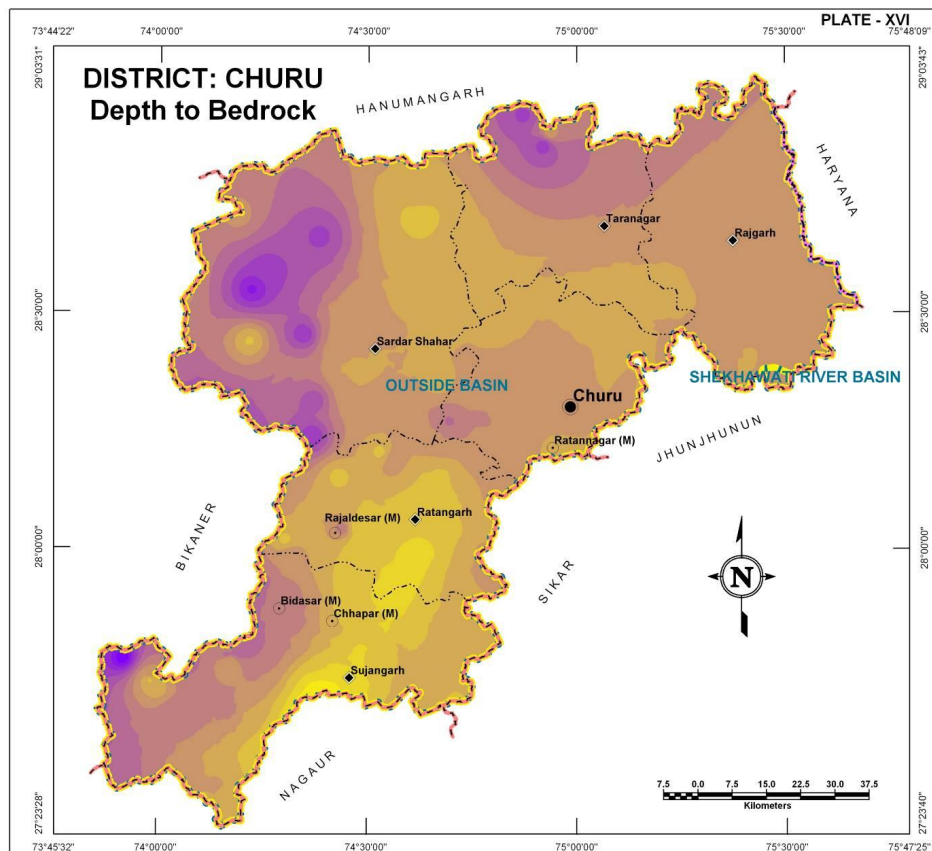 PLATE - XVI
73°44'22" 74°00'00" 74°30'00" 75°00'00" 75°30'00" 75°48'09"
29°03'31"
29°03'43"
DISTRICT: CHURU
Depth to Bedrock
HANUMANGARH
HARYANA
Taranagar
Rajgarh
28°30'00"
28°30'00"
Sardar Shahar
OUTSIDE BASIN
SHEKHAWATI RIVER BASIN
Churu
Ratannagar (M)
JHUNJHUNUN
Rajaldesar (M)
Ratangarh
BIKANER
28°00'00"
28°00'00"
SIKAR
N
Bidasar (M)
Chhapar (M)
Sujangarh
NAGAUR
7.5 0.0 7.5 15.0 22.5 30.0 37.5
Kilometers
27°23'28"
27°23'40"
73°45'32" 74°00'00" 74°30'00" 75°00'00" 75°30'00" 75°47'25"